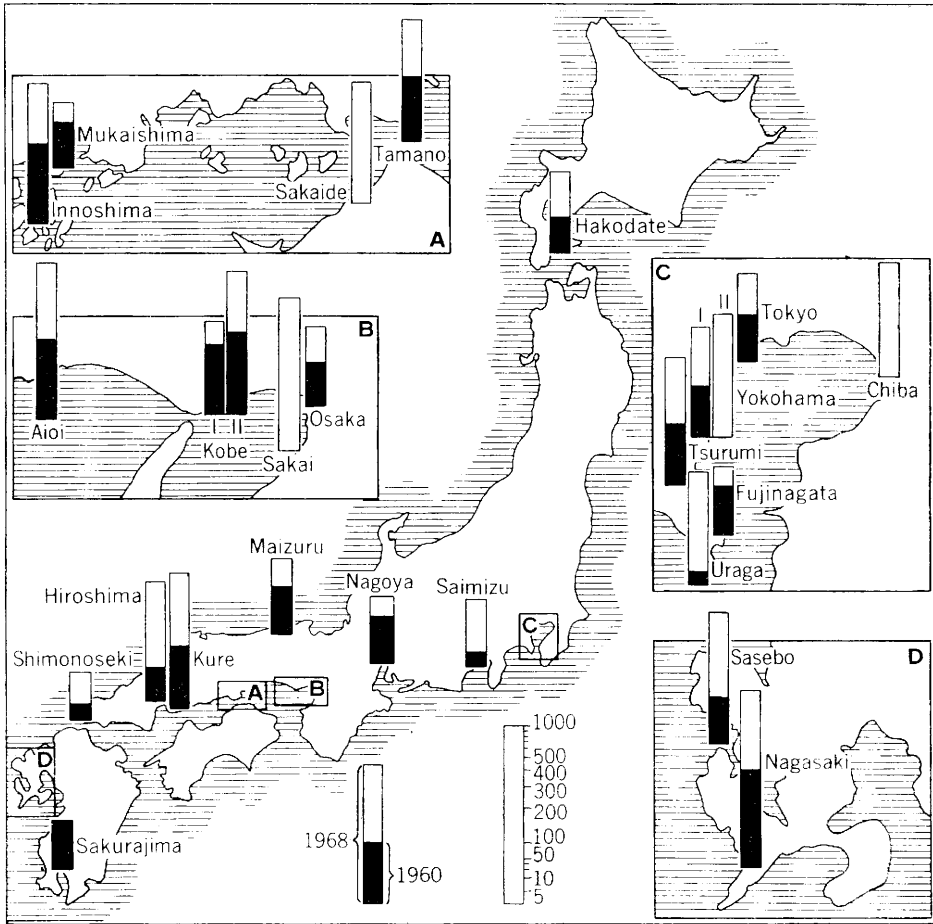 Mukaishima
Innoshima
Sakaide
Tamano
A
Hakodate
B
Aioi
I II
Kobe
Sakai
Osaka
C
I
II
Tokyo
Chiba
Yokohama
Tsurumi
Fujinagata
Uraga
Maizuru
Hiroshima
Nagoya
Saimizu
Shimonoseki
Kure
A
B
C
D
Sakurajima
1968
1960
1000
500
400
300
200
100
50
10
5
D
Sasebo
Nagasaki